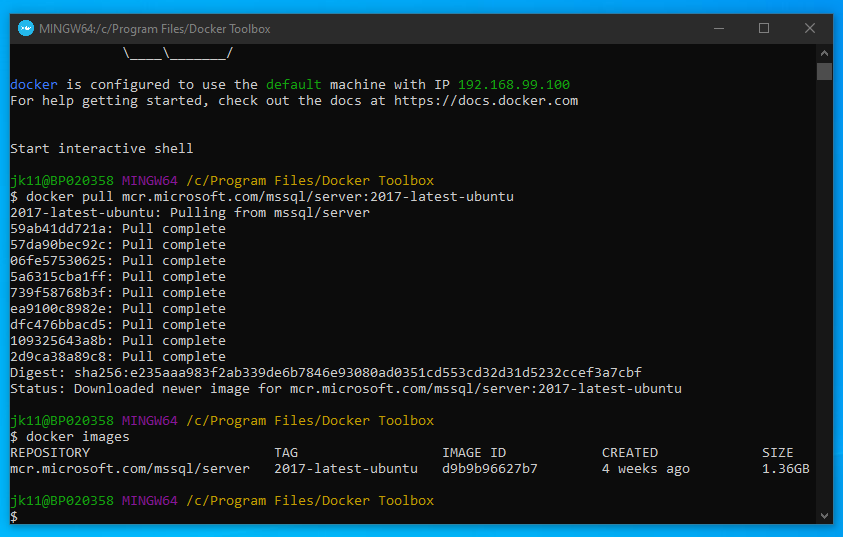 MINGW64:/c/Program Files/Docker Toolbox
\____\_______/
docker is configured to use the default machine with IP 192.168.99.100
For help getting started, check out the docs at https://docs.docker.com
Start interactive shell
jk11@BP020358 MINGW64 /c/Program Files/Docker Toolbox
$ docker pull mcr.microsoft.com/mssql/server:2017-latest-ubuntu
2017-latest-ubuntu: Pulling from mssql/server
59ab41dd721a: Pull complete
57da90bec92c: Pull complete
06fe57530625: Pull complete
5a6315cba1ff: Pull complete
739f58768b3f: Pull complete
ea9100c8982e: Pull complete
dfc476bbacd5: Pull complete
109325643a8b: Pull complete
2d9ca38a89c8: Pull complete
Digest: sha256:e235aaa983f2ab339de6b7846e93080ad0351cd553cd32d31d5232ccef3a7cbf
Status: Downloaded newer image for mcr.microsoft.com/mssql/server:2017-latest-ubuntu
jk11@BP020358 MINGW64 /c/Program Files/Docker Toolbox
$ docker images
REPOSITORY TAG IMAGE ID CREATED SIZE
mcr.microsoft.com/mssql/server 2017-latest-ubuntu d9b9b96627b7 4 weeks ago 1.36GB
jk11@BP020358 MINGW64 /c/Program Files/Docker Toolbox
$